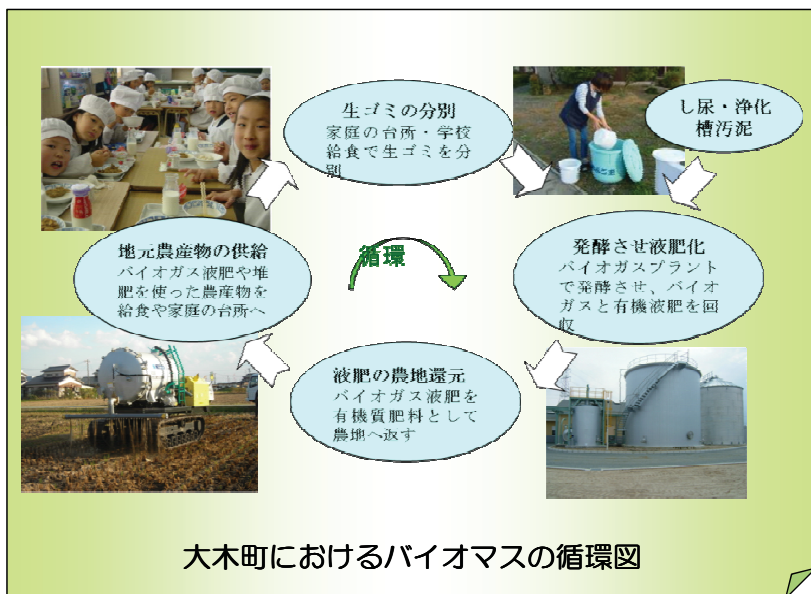 生ゴミの分別
家庭の台所・学校
給食で生ゴミを分
別
し尿・浄化
槽汚泥
地元農産物の供給
バイオガス液肥や堆
肥を使った農産物を
給食や家庭の台所へ
循環
発酵させ液肥化
バイオガスプラント
で発酵させ、バイオ
ガスと有機液肥を回
収
液肥の農地還元
バイオガス液肥を
有機質肥料として
農地へ返す
大木町におけるバイオマスの循環図